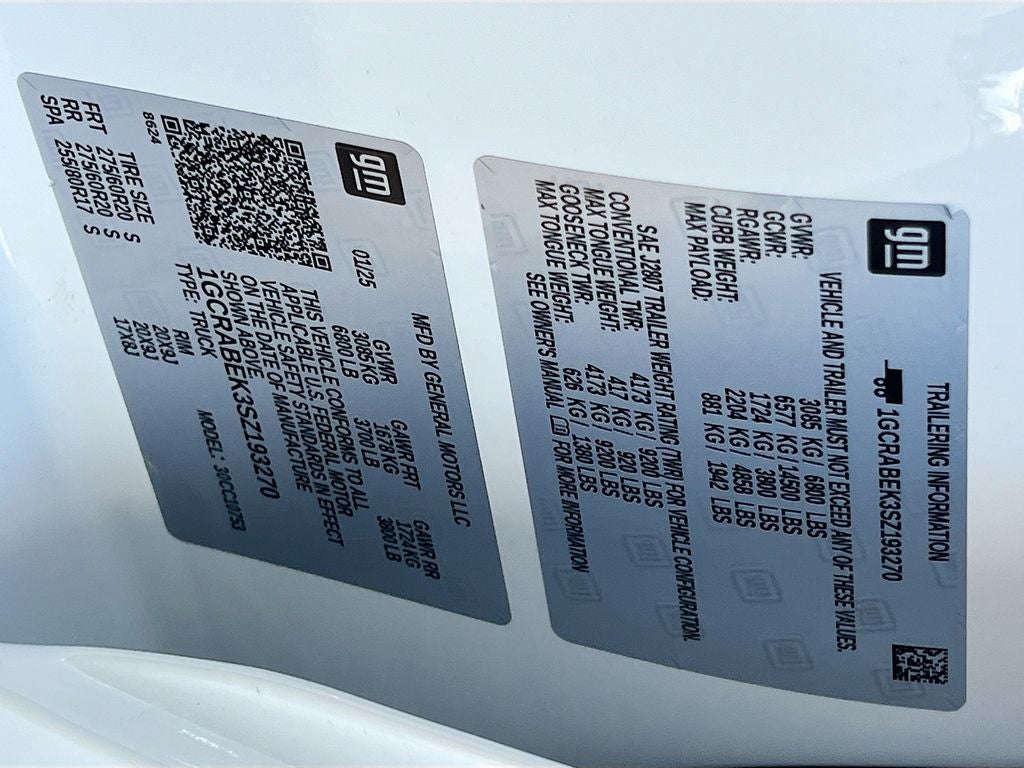 gm
TRAILERING INFORMATION
1GCRABEK3SZ193270
VEHICLE AND TRAILER MUST NOT EXCEED ANY OF THESE VALUES.
GVWR: 3085 KG / 6800 LBS
GCWR: 6577 KG / 14500 LBS
RGAWR: 1724 KG / 3800 LBS
CURB WEIGHT: 2204 KG / 4858 LBS
MAX PAYLOAD: 881 KG / 1942 LBS
SAE J2807 TRAILER WEIGHT RATING (TWR) FOR VEHICLE CONFIGURATION.
CONVENTIONAL TWR: 4173 KG / 9200 LBS
MAX TONGUE WEIGHT: 417 KG / 920 LBS
GOOSENECK TWR: 4173 KG / 9200 LBS
MAX TONGUE WEIGHT: 626 KG / 1380 LBS
SEE OWNER'S MANUAL FOR MORE INFORMATION
gm
MFD BY GENERAL MOTORS LLC
01/25
GVWR GAWR FRT GAWR RR
3085 KG 1678 KG 1724 KG
6800 LB 3700 LB 3800 LB
THIS VEHICLE CONFORMS TO ALL
APPLICABLE U.S. FEDERAL MOTOR
VEHICLE SAFETY STANDARDS IN EFFECT
ON THE DATE OF MANUFACTURE
SHOWN ABOVE
1GCRABEK3SZ193270
TYPE: TRUCK MODEL:
8624
TIRE SIZE RIM
FRT 275/60R20 S 20X9J
RR 275/60R20 S 20X9J
SPA 255/80R17 S 17X8J